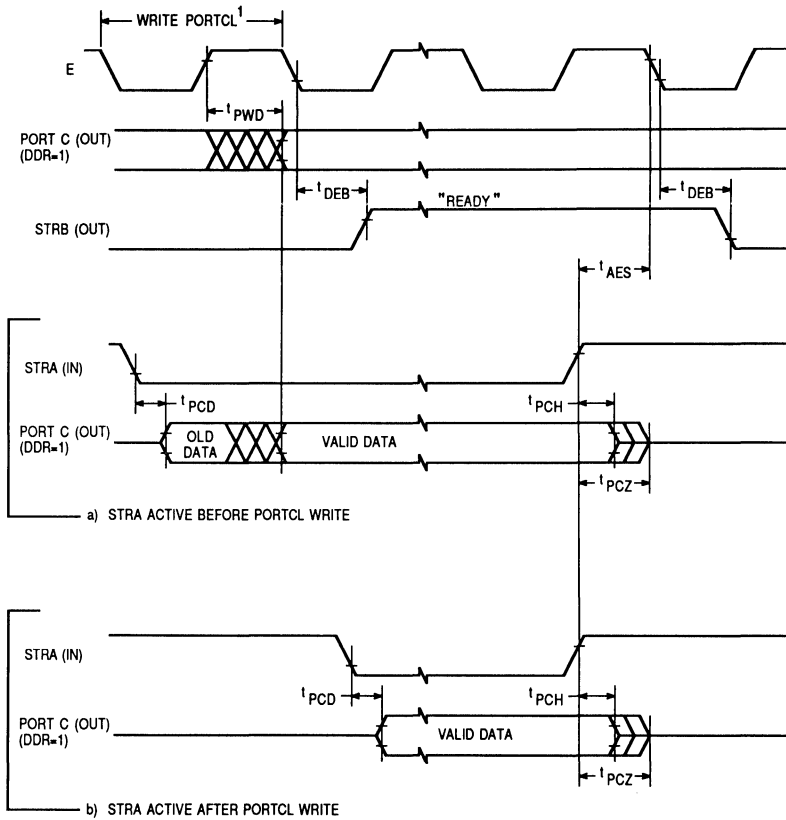 WRITE PORTCL1
E
tPWD
PORT C (OUT)
(DDR=1)
tDEB
"READY"
tDEB
STRB (OUT)
tAES
STRA (IN)
tPCD
tPCH
PORT C (OUT)
(DDR=1)
OLD
DATA
VALID DATA
tPCZ
a) STRA ACTIVE BEFORE PORTCL WRITE
STRA (IN)
tPCD
tPCH
PORT C (OUT)
(DDR=1)
VALID DATA
tPCZ
b) STRA ACTIVE AFTER PORTCL WRITE